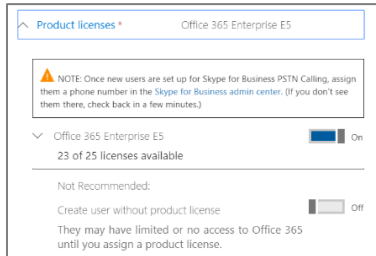 Product licenses * Office 365 Enterprise E5
NOTE: Once new users are set up for Skype for Business PSTN Calling, assign
them a phone number in the Skype for Business admin center. (If you don't see
them there, check back in a few minutes.)
Office 365 Enterprise E5 On
23 of 25 licenses available
Not Recommended:
Create user without product license Off
They may have limited or no access to Office 365
until you assign a product license.